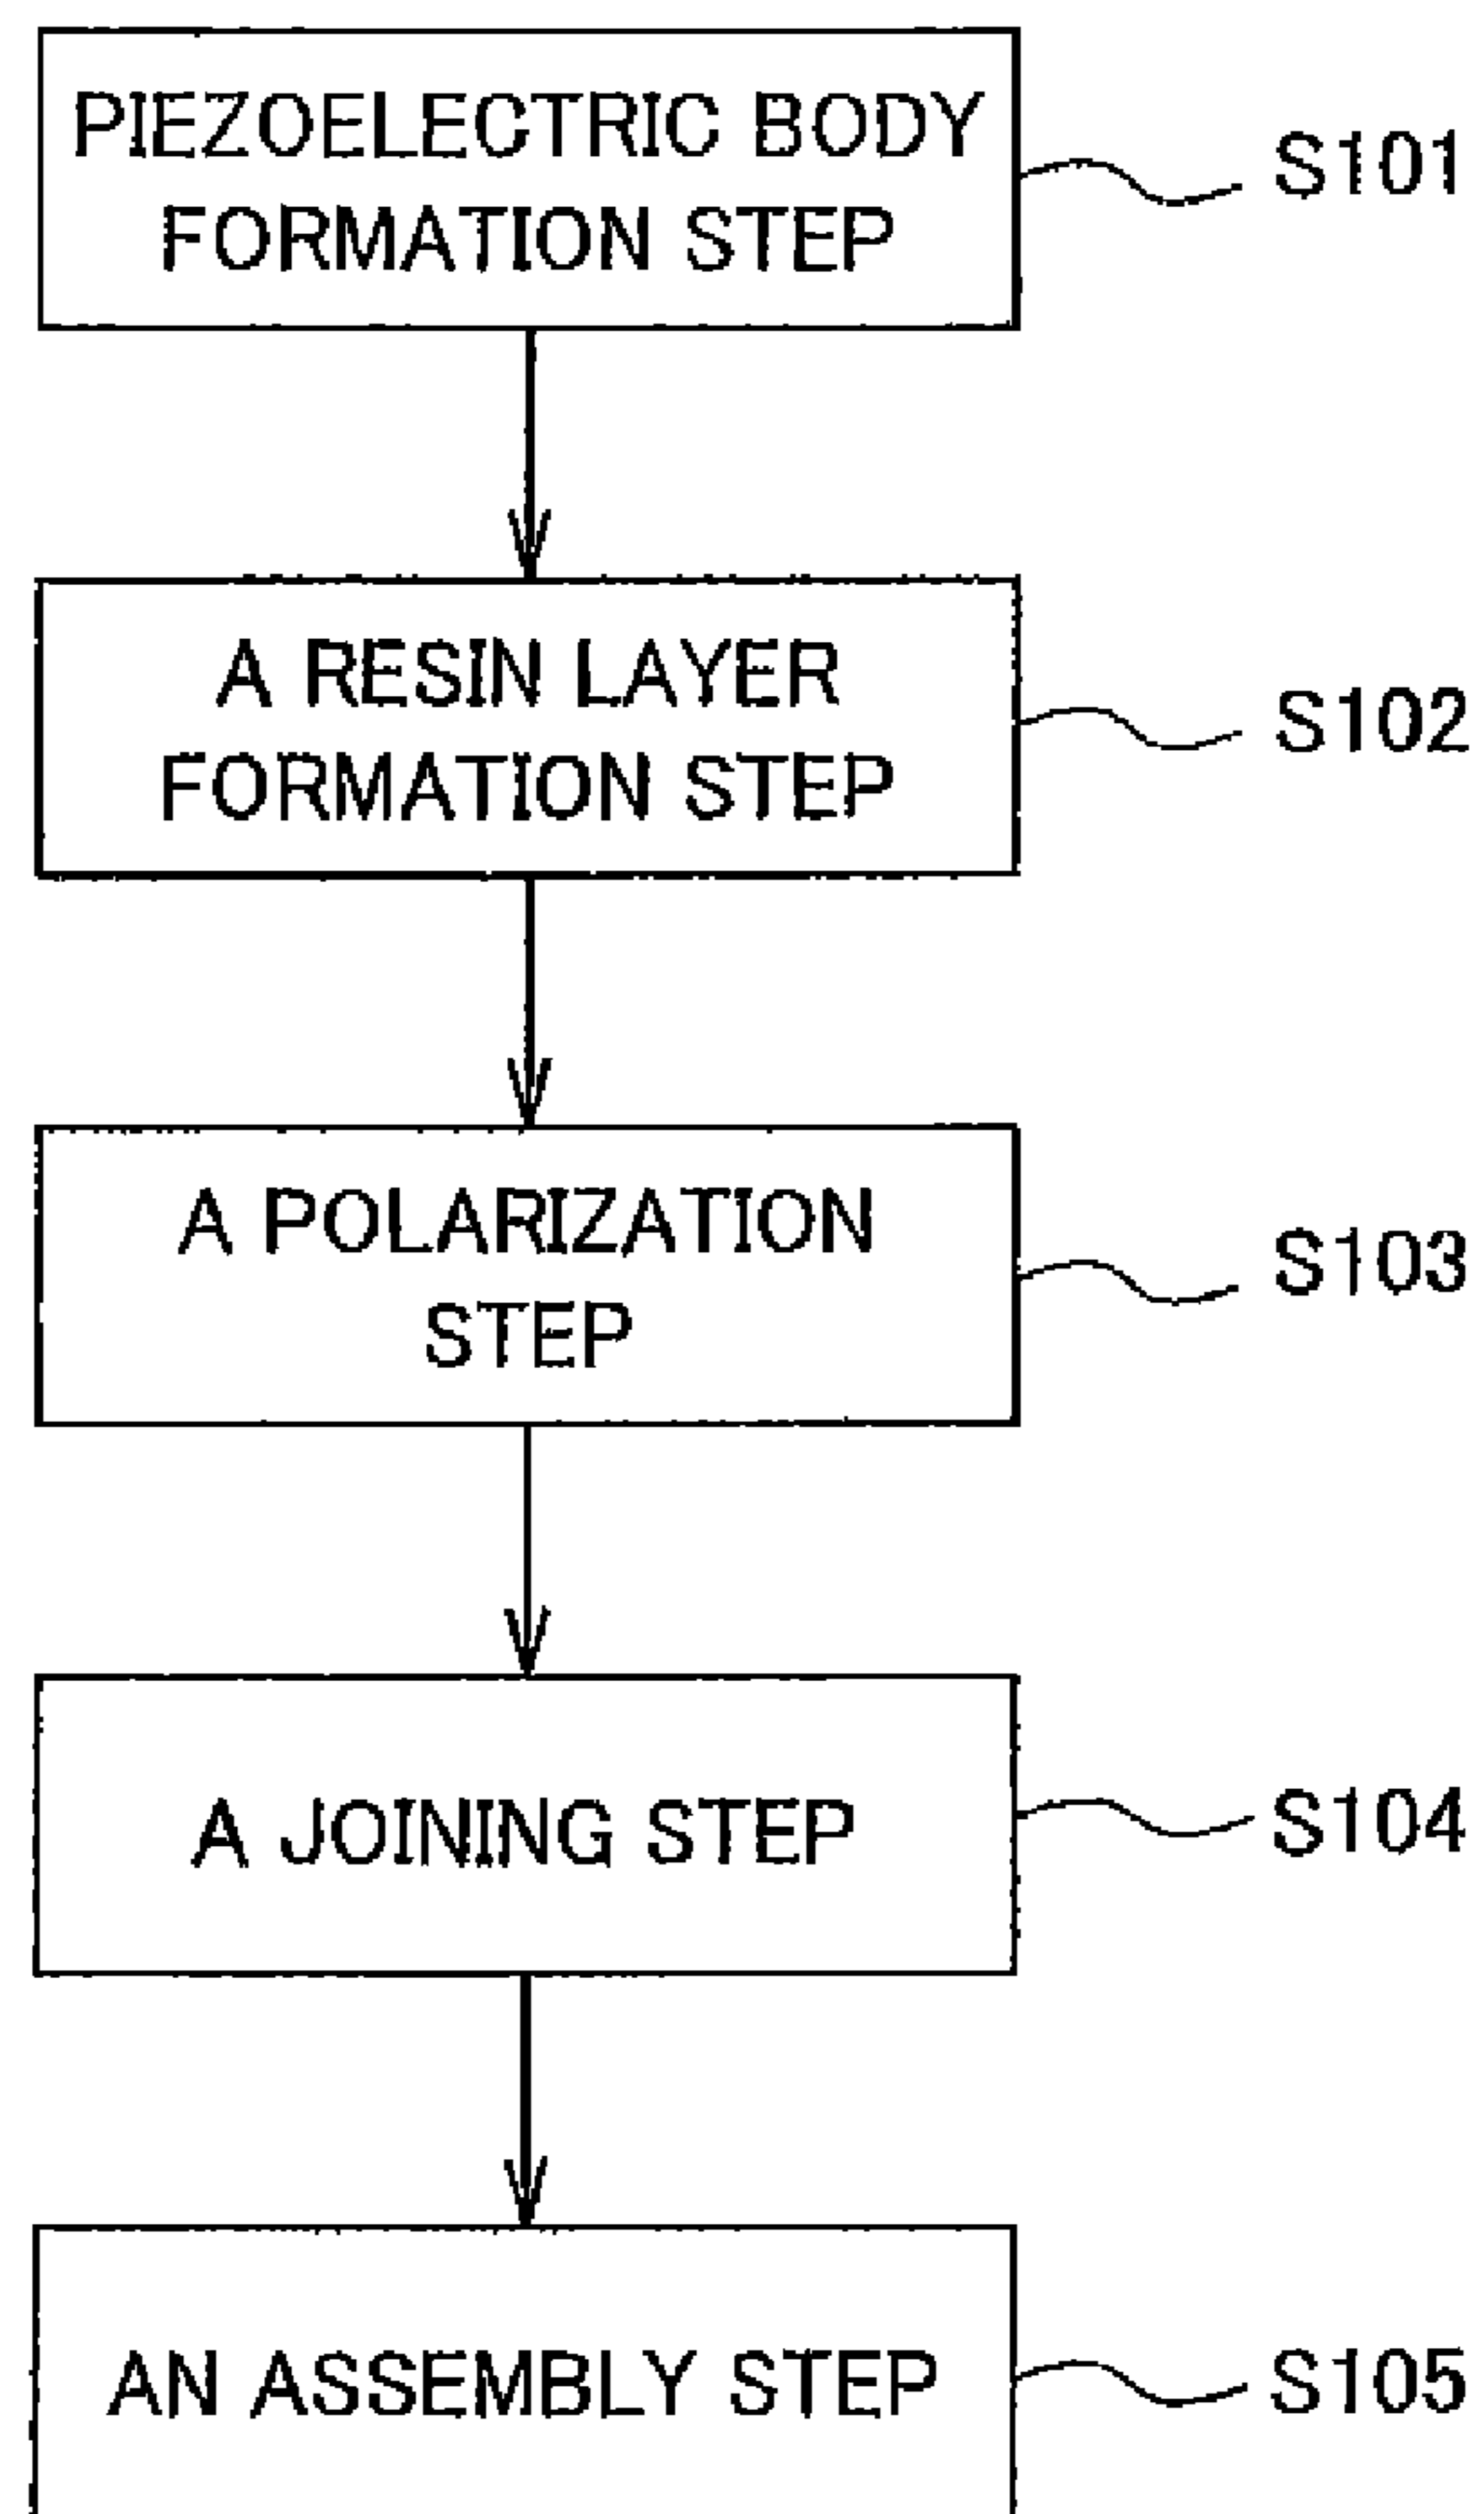 PIEZOELECTRIC BODY
FORMATION STEP
S101
A RESIN LAYER
FORMATION STEP
S102
A POLARIZATION
STEP
S103
A JOINING STEP
S104
AN ASSEMBLY STEP
S105